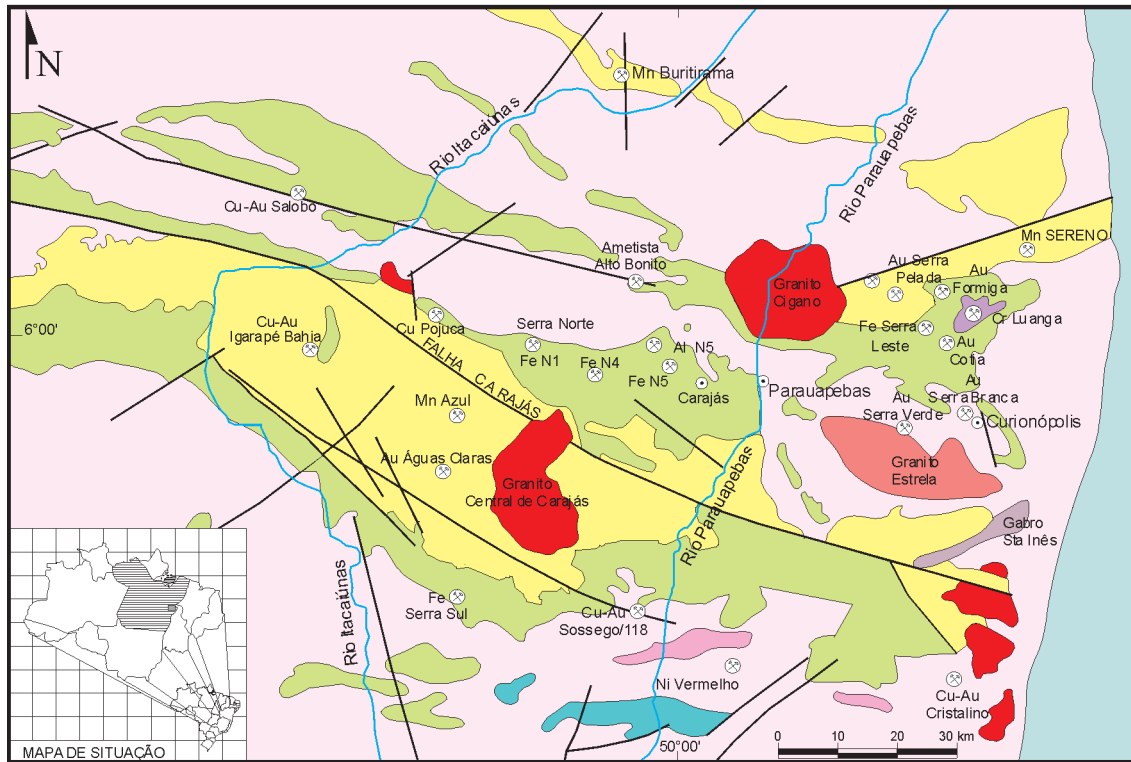 N
Mn Buritirama
Rio Itacaiúnas
Rio Parauapebas
Cu-Au Salobo
Mn SERENO
Ametista
Alto Bonito
Au Serra
Pelada
Au
Formiga
Granito
Cigano
Cr Luanga
6°00'
Cu-Au
Igarapé Bahia
Cu Pojuca
Serra Norte
Fe Serra
Leste
FALHA CARAJÁS
Fe N1
Fe N4
Al N5
Fe N5
Au
Cotia
Carajás
Parauapebas
Au
Serra Branca
Au
Serra Verde
Curionópolis
Mn Azul
Au Águas Claras
Granito
Central de Carajás
Granito
Estrela
Rio Parauapebas
Gabro
Sta Inês
Rio Itacaiúnas
Fe
Serra Sul
Cu-Au
Sossego/118
Ni Vermelho
Cu-Au
Cristalino
MAPA DE SITUAÇÃO
50°00'
0 10 20 30 km